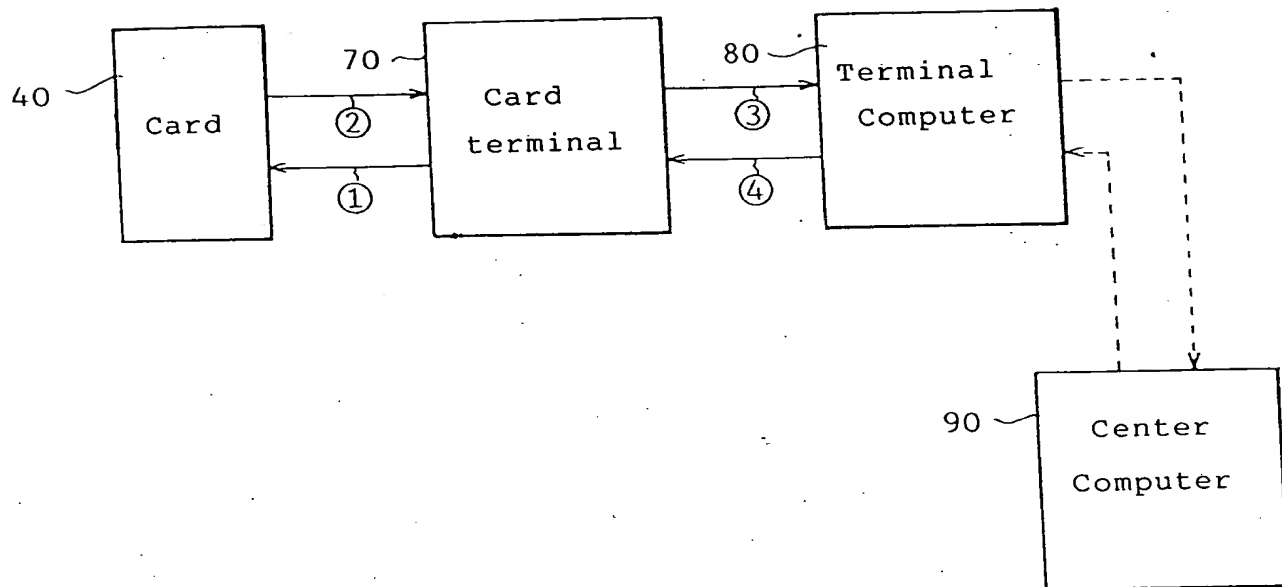 40
Card
②
①
70
Card
terminal
③
④
80
Terminal
Computer
90
Center
Computer